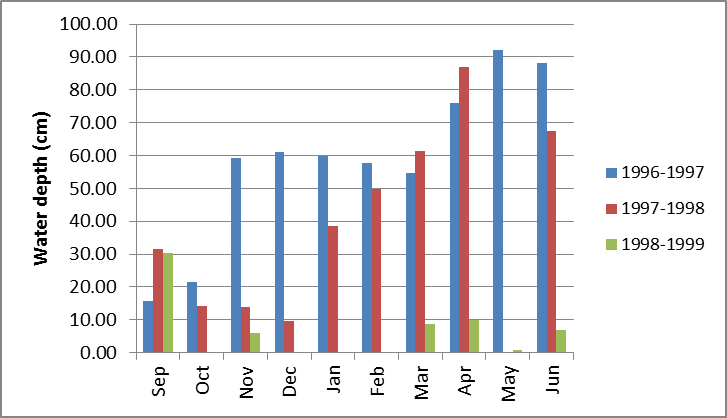 100.00
90.00
80.00
70.00
60.00
50.00
40.00
30.00
20.00
10.00
0.00
Water depth (cm)
Sep
Oct
Nov
Dec
Jan
Feb
Mar
Apr
May
Jun
1996-1997
1997-1998
1998-1999